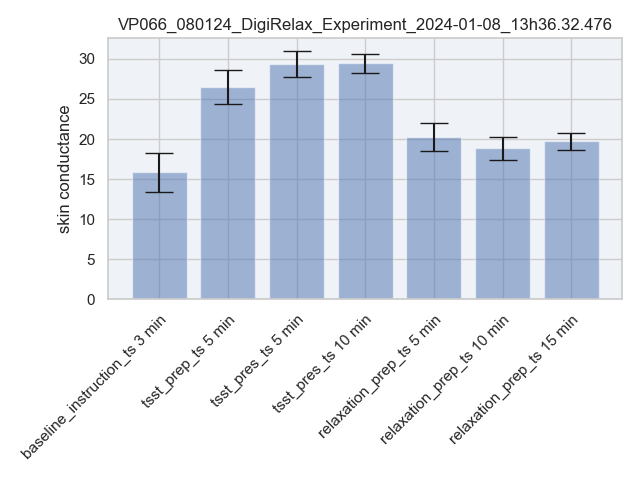 VP066_080124_DigiRelax_Experiment_2024-01-08_13h36.32.476
skin conductance
30
25
20
15
10
5
0
baseline_instruction_ts 3 min
tsst_prep_ts 5 min
tsst_pres_ts 5 min
tsst_pres_ts 10 min
relaxation_prep_ts 5 min
relaxation_prep_ts 10 min
relaxation_prep_ts 15 min